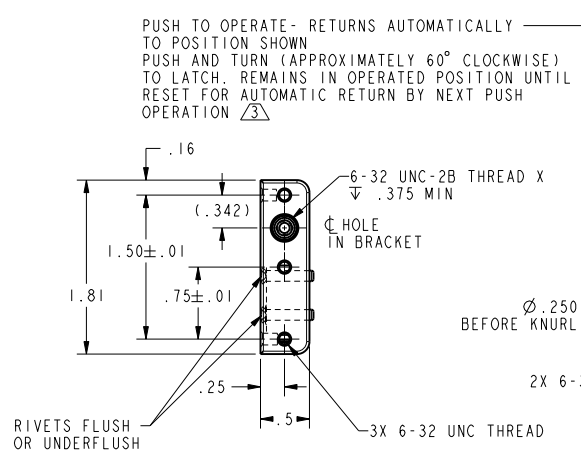 PUSH TO OPERATE- RETURNS AUTOMATICALLY
TO POSITION SHOWN
PUSH AND TURN (APPROXIMATELY 60° CLOCKWISE)
TO LATCH. REMAINS IN OPERATED POSITION UNTIL
RESET FOR AUTOMATIC RETURN BY NEXT PUSH
OPERATION 3
.16
6-32 UNC-2B THREAD X
↧ .375 MIN
(.342)
℄ HOLE
IN BRACKET
1.50±.01
1.81
.75±.01
Ø.250
BEFORE KNURL
.25
2X 6-3
.5
RIVETS FLUSH
OR UNDERFLUSH
3X 6-32 UNC THREAD